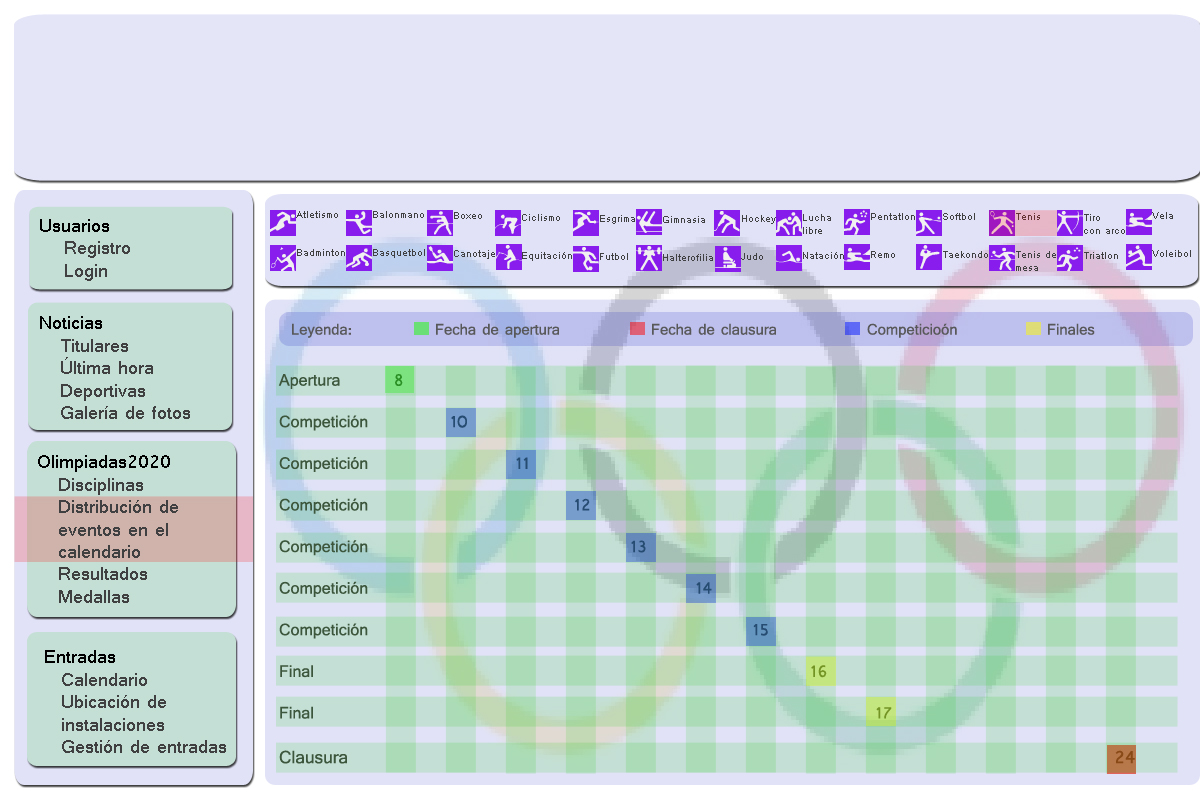 Usuarios
Registro
Login
Noticias
Titulares
Última hora
Deportivas
Galería de fotos
Olimpiadas2020
Disciplinas
Distribución de
eventos en el
calendario
Resultados
Medallas
Entradas
Calendario
Ubicación de
instalaciones
Gestión de entradas
Atletismo
Balonmano
Boxeo
Ciclismo
Esgrima
Gimnasia
Hockey
Lucha
libre
Pentatlon
Softbol
Tenis
Tiro
con arco
Vela
Badminton
Basquetbol
Canotaje
Equitación
Futbol
Halterofilia
Judo
Natación
Remo
Taekondo
Tenis de
mesa
Triatlon
Voleibol
Leyenda: Fecha de apertura Fecha de clausura Competicioón Finales
Apertura 8
Competición 10
Competición 11
Competición 12
Competición 13
Competición 14
Competición 15
Final 16
Final 17
Clausura 24